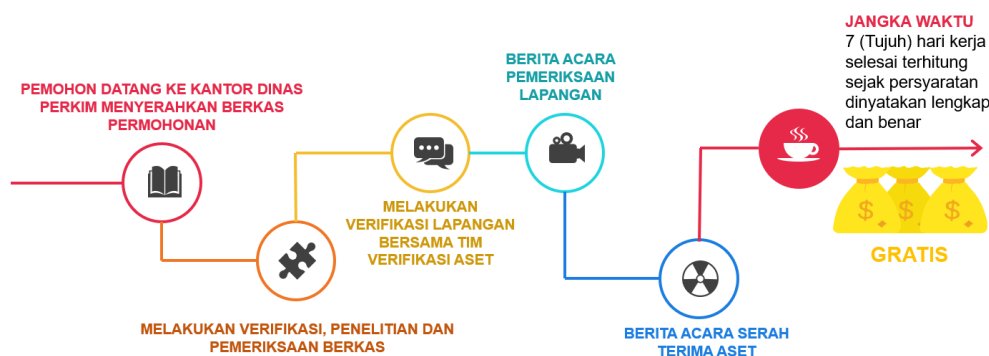 PEMOHON DATANG KE KANTOR DINAS
PERKIM MENYERAHKAN BERKAS
PERMOHONAN
MELAKUKAN VERIFIKASI, PENELITIAN DAN
PEMERIKSAAN BERKAS
MELAKUKAN
VERIFIKASI LAPANGAN
BERSAMA TIM
VERIFIKASI ASET
BERITA ACARA
PEMERIKSAAN
LAPANGAN
BERITA ACARA SERAH
TERIMA ASET
JANGKA WAKTU
7 (Tujuh) hari kerja
selesai terhitung
sejak persyaratan
dinyatakan lengkap
dan benar
$ $ $
GRATIS